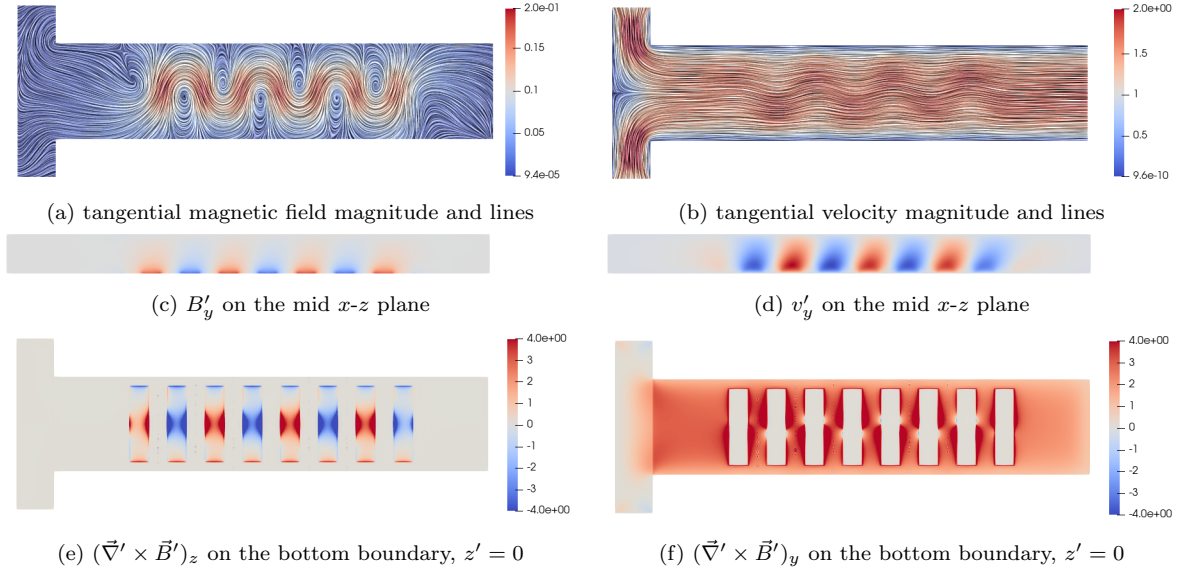 2.0e-01
0.15
0.1
0.05
9.4e-05
2.0e+00
1.5
1
0.5
9.6e-10
(a) tangential magnetic field magnitude and lines
(b) tangential velocity magnitude and lines
(c) B′y on the mid x-z plane
(d) v′y on the mid x-z plane
4.0e+00
3
2
1
0
-1
-2
-3
-4.0e+00
4.0e+00
3
2
1
0
-1
-2
-3
-4.0e+00
(e) (∇⃗′ × B⃗′)z on the bottom boundary, z′ = 0
(f) (∇⃗′ × B⃗′)y on the bottom boundary, z′ = 0